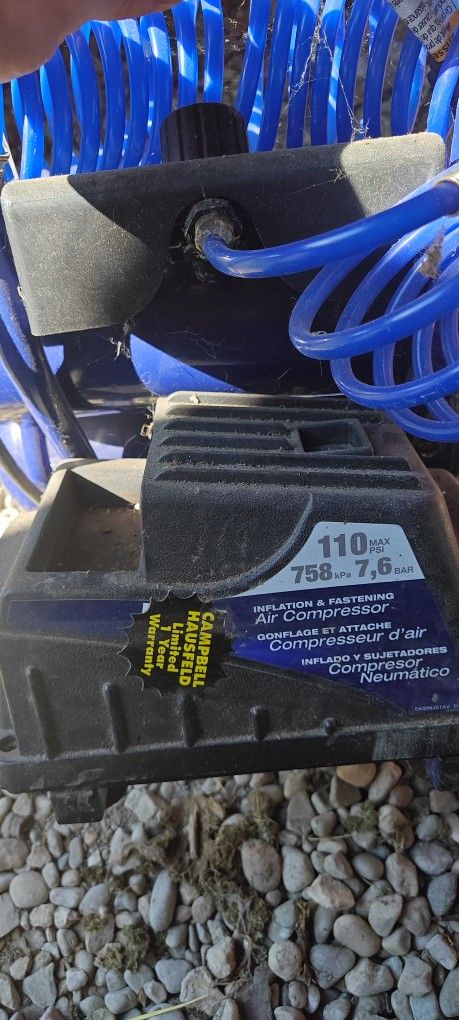 110 MAX PSI
758 kPa 7,6 BAR
INFLATION & FASTENING
Air Compressor
GONFLAGE ET ATTACHE
Compresseur d'air
INFLADO Y SUJETADORES
Compresor
Neumático
CAMPBELL
HAUSFELD
Limited
1 Year
Warranty